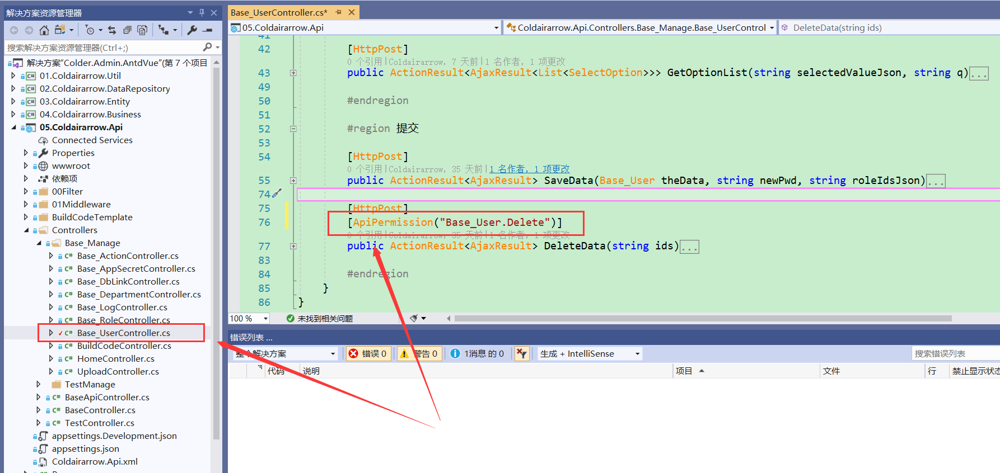 解决方案资源管理器
搜索解决方案资源管理器(Ctrl+;)
解决方案"Colder.Admin.AntdVue"(第 7 个项目
01.Coldairarrow.Util
02.Coldairarrow.DataRepository
03.Coldairarrow.Entity
04.Coldairarrow.Business
05.Coldairarrow.Api
Connected Services
Properties
wwwroot
依赖项
00Filter
01Middleware
BuildCodeTemplate
Controllers
Base_Manage
Base_ActionController.cs
Base_AppSecretController.cs
Base_DbLinkController.cs
Base_DepartmentController.cs
Base_LogController.cs
Base_RoleController.cs
Base_UserController.cs
BuildCodeController.cs
HomeController.cs
UploadController.cs
TestManage
BaseApiController.cs
BaseController.cs
TestController.cs
appsettings.Development.json
appsettings.json
Coldairarrow.Api.xml
Base_UserController.cs*
05.Coldairarrow.Api
Coldairarrow.Api.Controllers.Base_Manage.Base_UserControl
DeleteData(string ids)
41
42 [HttpPost]
0 个引用|Coldairarrow, 7 天前|1 名作者, 1 项更改
43 public ActionResult<AjaxResult<List<SelectOption>>> GetOptionList(string selectedValueJson, string q)...
49
50 #endregion
51
52 #region 提交
53
54 [HttpPost]
0 个引用|Coldairarrow, 35 天前|1 名作者, 1 项更改
55 public ActionResult<AjaxResult> SaveData(Base_User theData, string newPwd, string roleIdsJson)...
74
75 [HttpPost]
76 [ApiPermission("Base_User.Delete")]
0 个引用|Coldairarrow, 35 天前|1 名作者, 1 项更改
77 public ActionResult<AjaxResult> DeleteData(string ids)...
83
84 #endregion
85 }
86 }
100 %
未找到相关问题
错误列表 ...
整个解决方案
错误 0
警告 0
1消息 的 0
生成 + IntelliSense
搜索错误列表
代码
说明
项目
文件
行
禁止显示状态